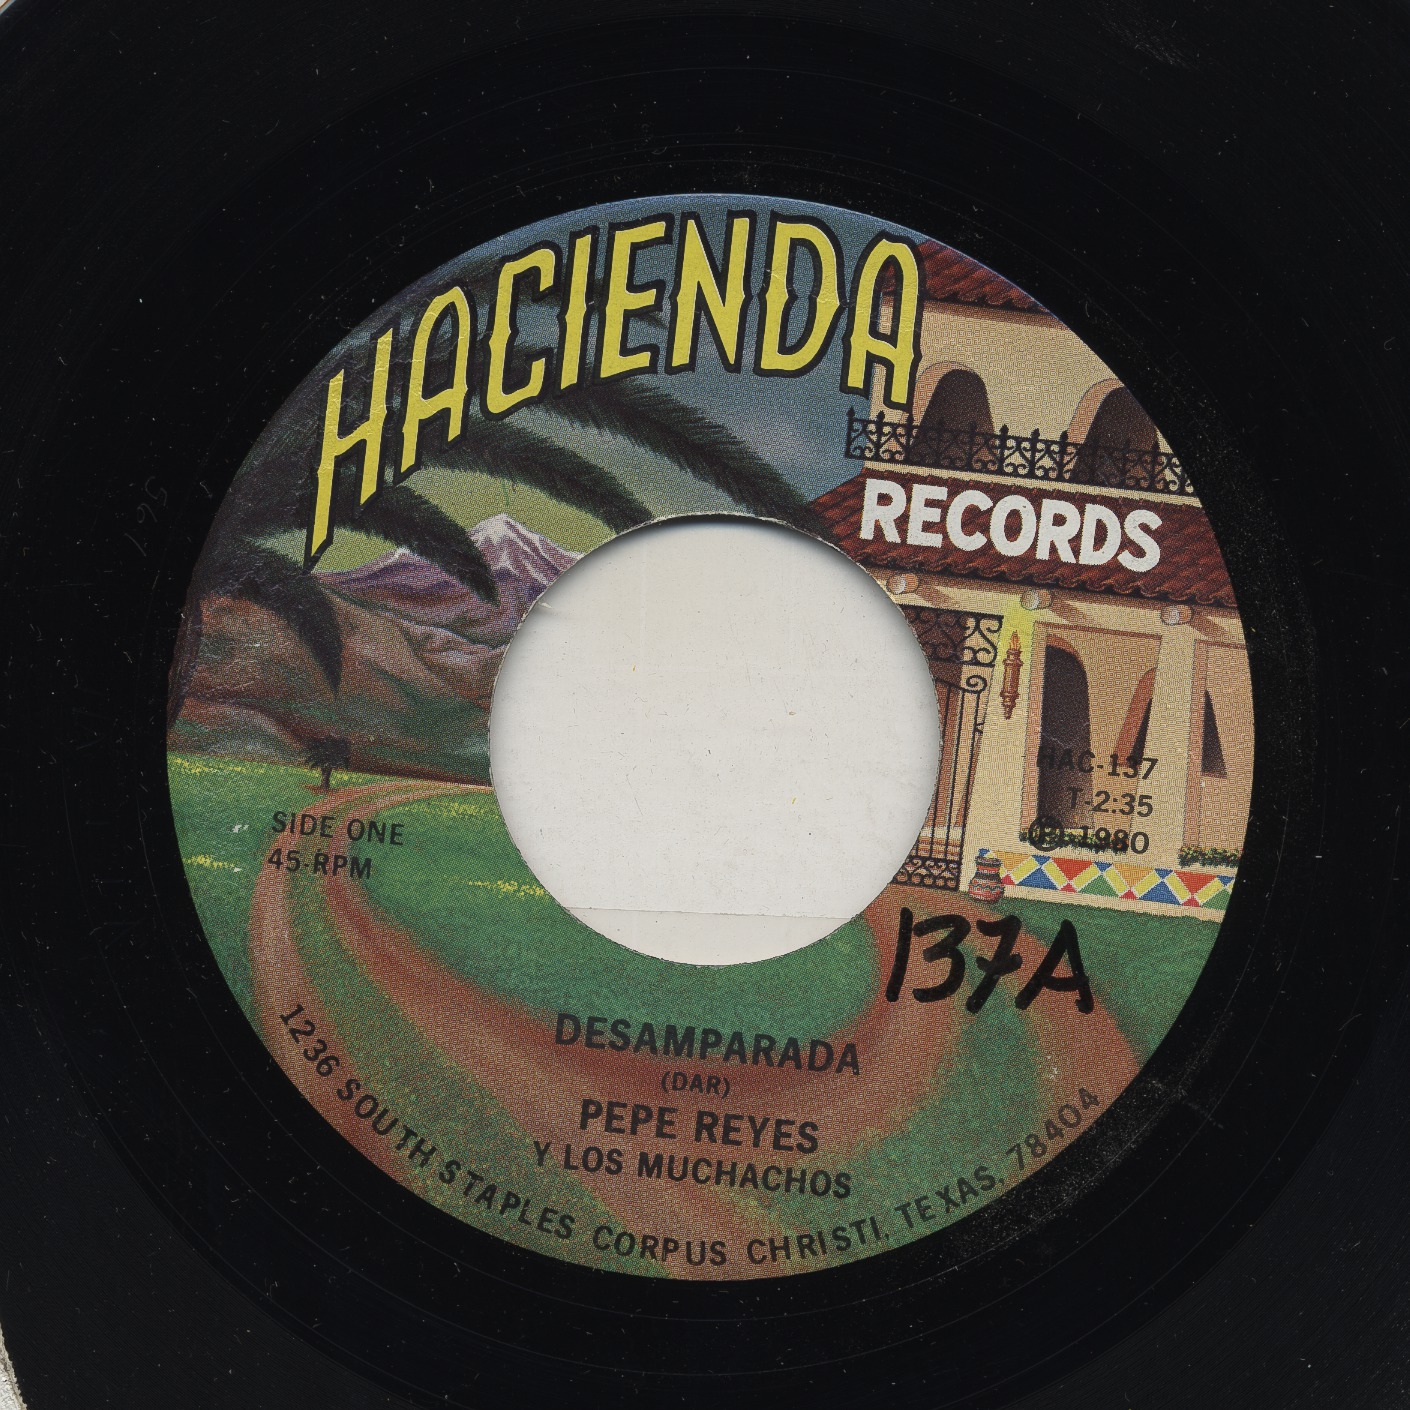 HACIENDA
RECORDS
HAC-137
T-2:35
Ⓟ 1980
SIDE ONE
45-RPM
137A
DESAMPARADA
(DAR)
PEPE REYES
Y LOS MUCHACHOS
1236 SOUTH STAPLES CORPUS CHRISTI, TEXAS, 78404